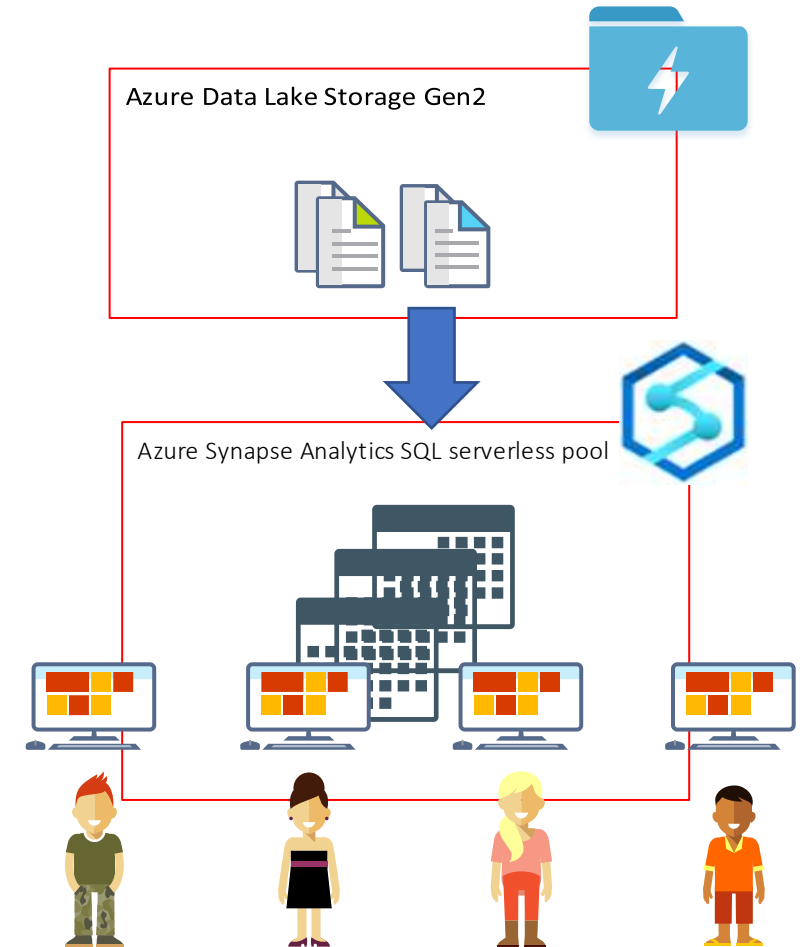 Azure Data Lake Storage Gen2
Azure Synapse Analytics SQL serverless pool